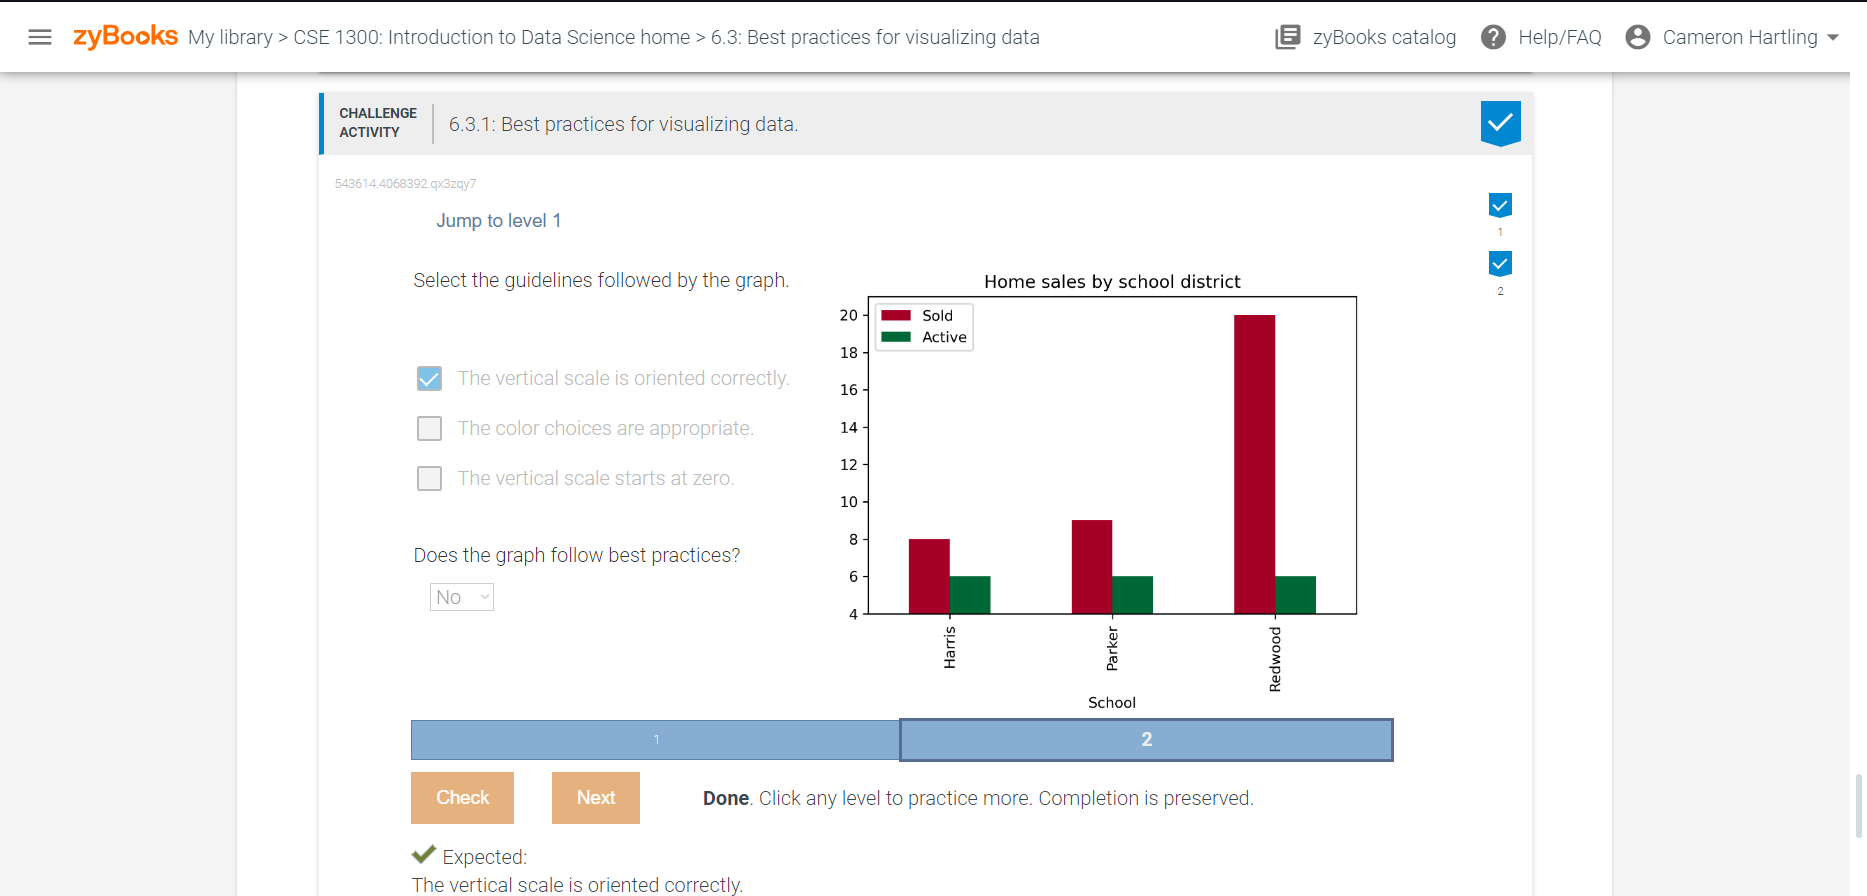 zyBooks My library > CSE 1300: Introduction to Data Science home > 6.3: Best practices for visualizing data
zyBooks catalog
? Help/FAQ
Cameron Hartling
CHALLENGE
ACTIVITY
6.3.1: Best practices for visualizing data.
543614.4068392.qx3zqy7
Jump to level 1
1
2
Select the guidelines followed by the graph.
The vertical scale is oriented correctly.
The color choices are appropriate.
The vertical scale starts at zero.
Does the graph follow best practices?
No
Home sales by school district
Sold
Active
20
18
16
14
12
10
8
6
4
Harris
Parker
Redwood
School
1
2
Check
Next
Done. Click any level to practice more. Completion is preserved.
Expected:
The vertical scale is oriented correctly.